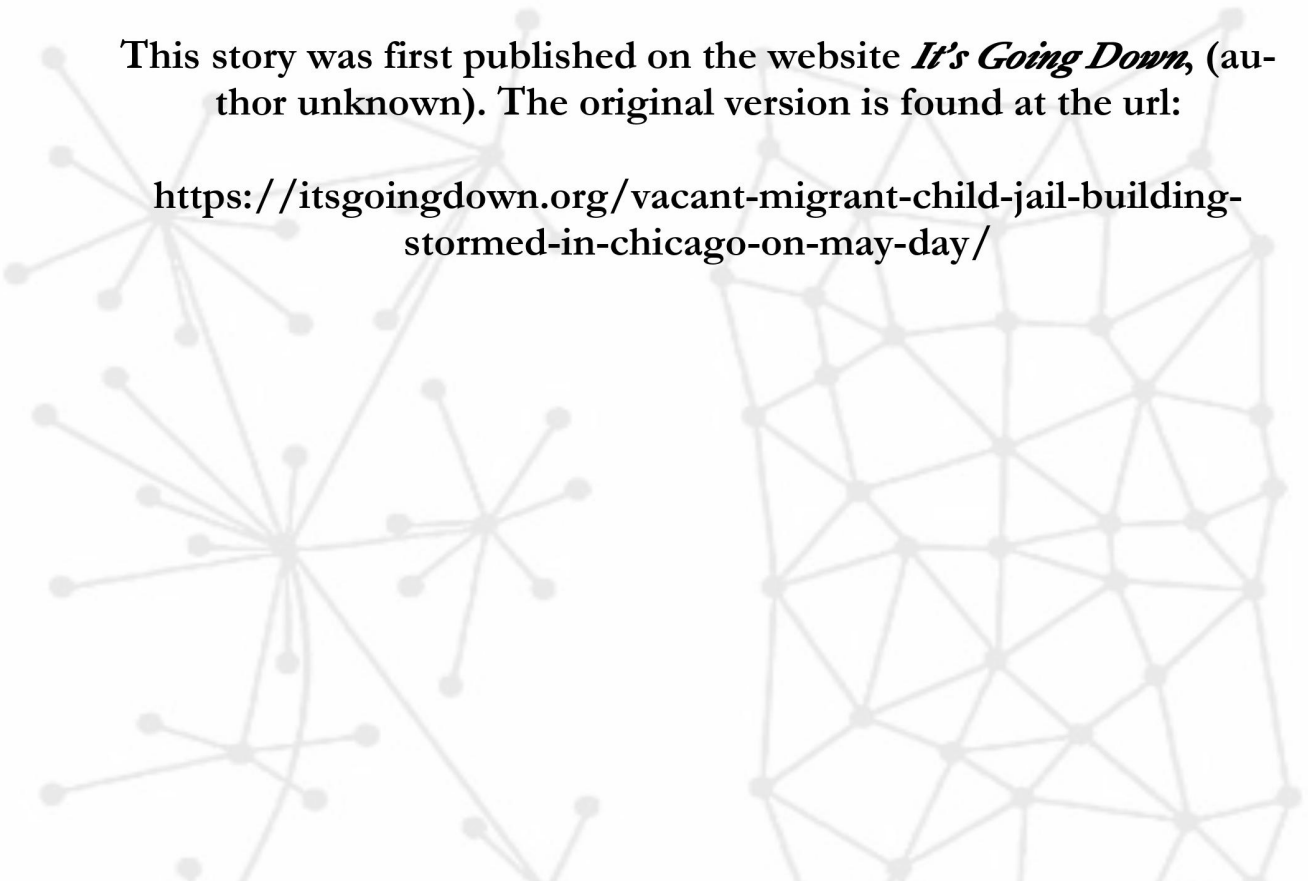 This story was first published on the website It's Going Down, (au-
thor unknown). The original version is found at the url:
https://itsgoingdown.org/vacant-migrant-child-jail-building-
stormed-in-chicago-on-may-day/